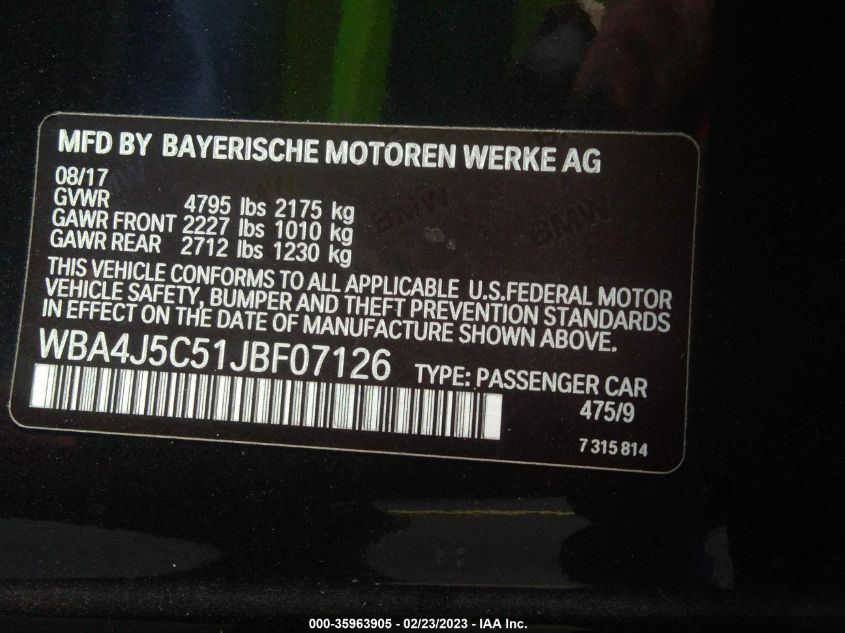 MFD BY BAYERISCHE MOTOREN WERKE AG
08/17
GVWR 4795 lbs 2175 kg
GAWR FRONT 2227 lbs 1010 kg
GAWR REAR 2712 lbs 1230 kg
THIS VEHICLE CONFORMS TO ALL APPLICABLE U.S.FEDERAL MOTOR
VEHICLE SAFETY, BUMPER AND THEFT PREVENTION STANDARDS
IN EFFECT ON THE DATE OF MANUFACTURE SHOWN ABOVE.
WBA4J5C51JBF07126 TYPE: PASSENGER CAR
475/9
7 315 814
BMW
BMW
000-35963905 - 02/23/2023 - IAA Inc.